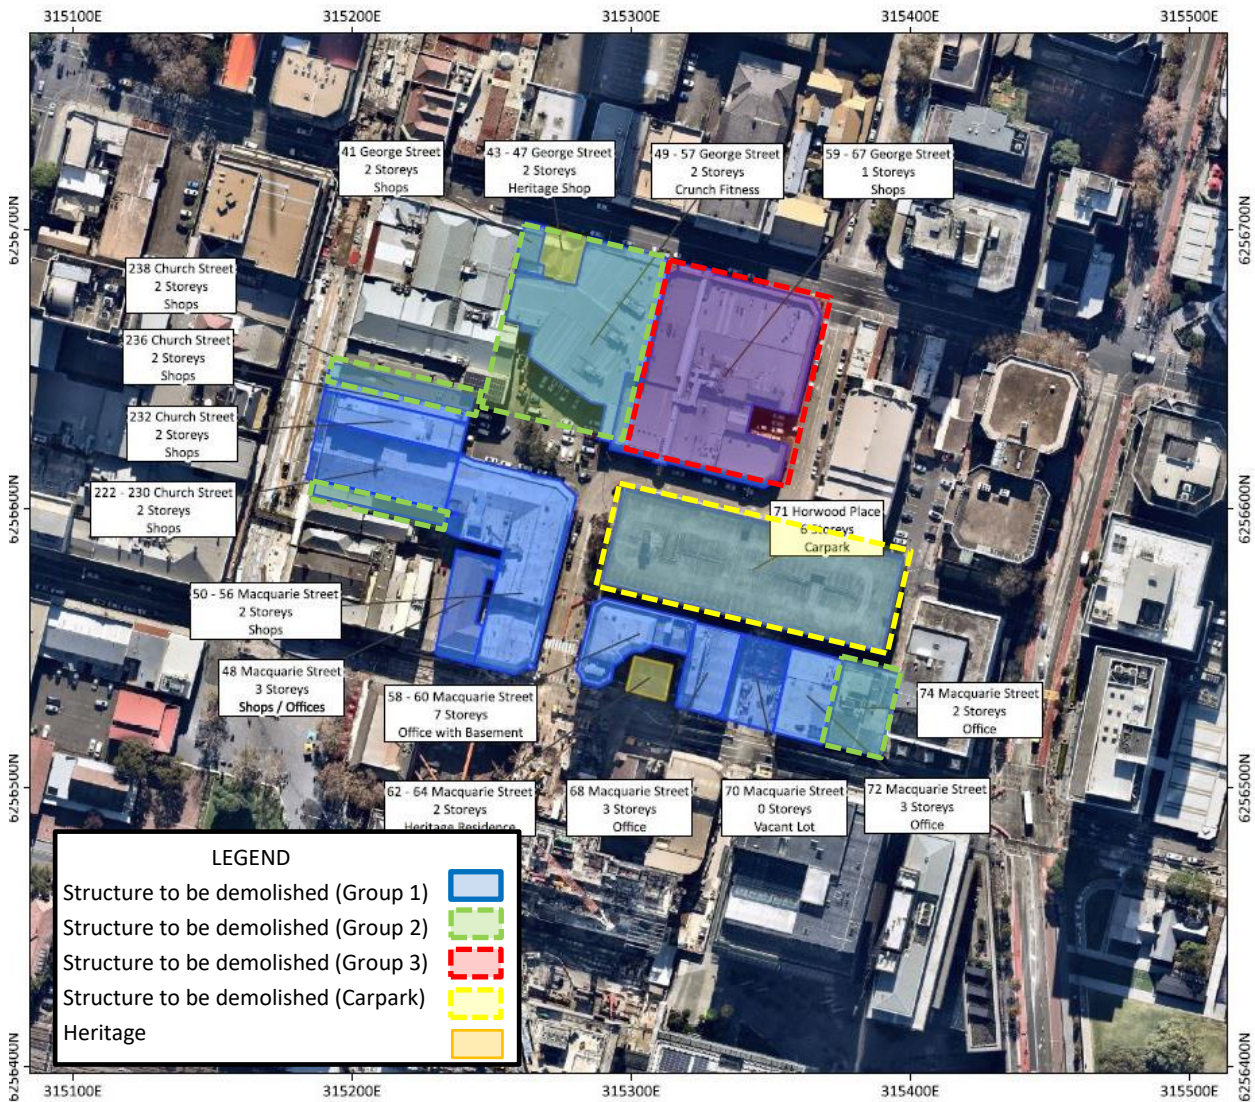 315100E
315200E
315300E
315400E
315500E
41 George Street
2 Storeys
Shops
43 - 47 George Street
2 Storeys
Heritage Shop
49 - 57 George Street
2 Storeys
Crunch Fitness
59 - 67 George Street
1 Storeys
Shops
6256700N
6256700N
238 Church Street
2 Storeys
Shops
236 Church Street
2 Storeys
Shops
232 Church Street
2 Storeys
Shops
222 - 230 Church Street
2 Storeys
Shops
6256600N
6256600N
71 Horwood Place
6 Storeys
Carpark
50 - 56 Macquarie Street
2 Storeys
Shops
48 Macquarie Street
3 Storeys
Shops / Offices
58 - 60 Macquarie Street
7 Storeys
Office with Basement
74 Macquarie Street
2 Storeys
Office
6256500N
6256500N
62 - 64 Macquarie Street
2 Storeys
Heritage Residence
68 Macquarie Street
3 Storeys
Office
70 Macquarie Street
0 Storeys
Vacant Lot
72 Macquarie Street
3 Storeys
Office
LEGEND
Structure to be demolished (Group 1)
Structure to be demolished (Group 2)
Structure to be demolished (Group 3)
Structure to be demolished (Carpark)
Heritage
6256400N
6256400N
315100E
315200E
315300E
315400E
315500E